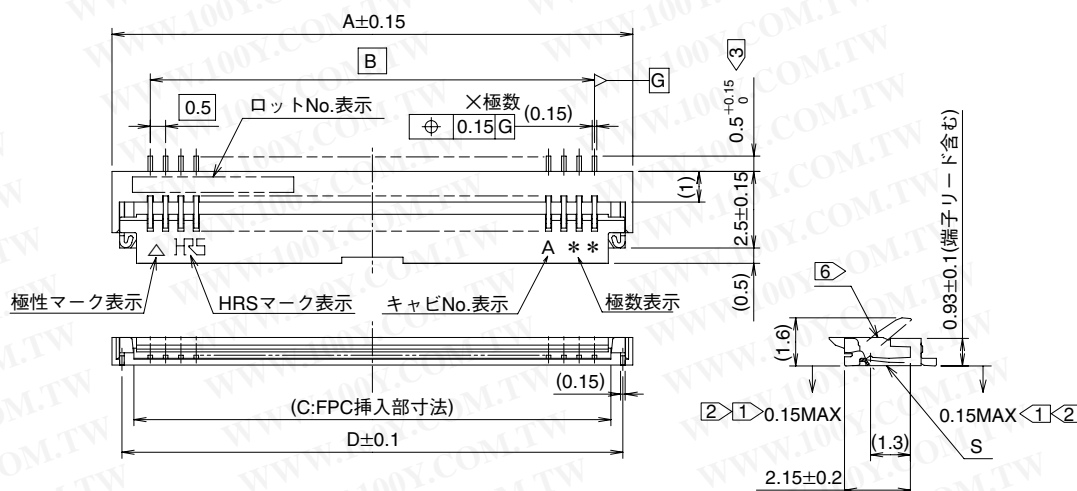 A±0.15
B
3
G
0.5
ロットNo.表示
×極数
(0.15)
⌖ 0.15 G
0.5 +0.15 0
(1)
2.5±0.15
(0.5)
0.93±0.1(端子リード含む)
HRS
A **
極性マーク表示
HRSマーク表示
キャビNo.表示
極数表示
6
(1.6)
(0.15)
(C:FPC挿入部寸法)
D±0.1
2 1 0.15MAX
0.15MAX 1 2
(1.3)
S
2.15±0.2
WWW.100Y.COM.TW